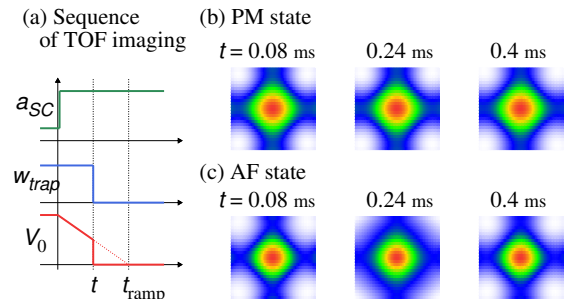 (a) Sequence
of TOF imaging
a_SC
w_trap
V_0
t
t_ramp
(b) PM state
t = 0.08 ms
0.24 ms
0.4 ms
(c) AF state
t = 0.08 ms
0.24 ms
0.4 ms